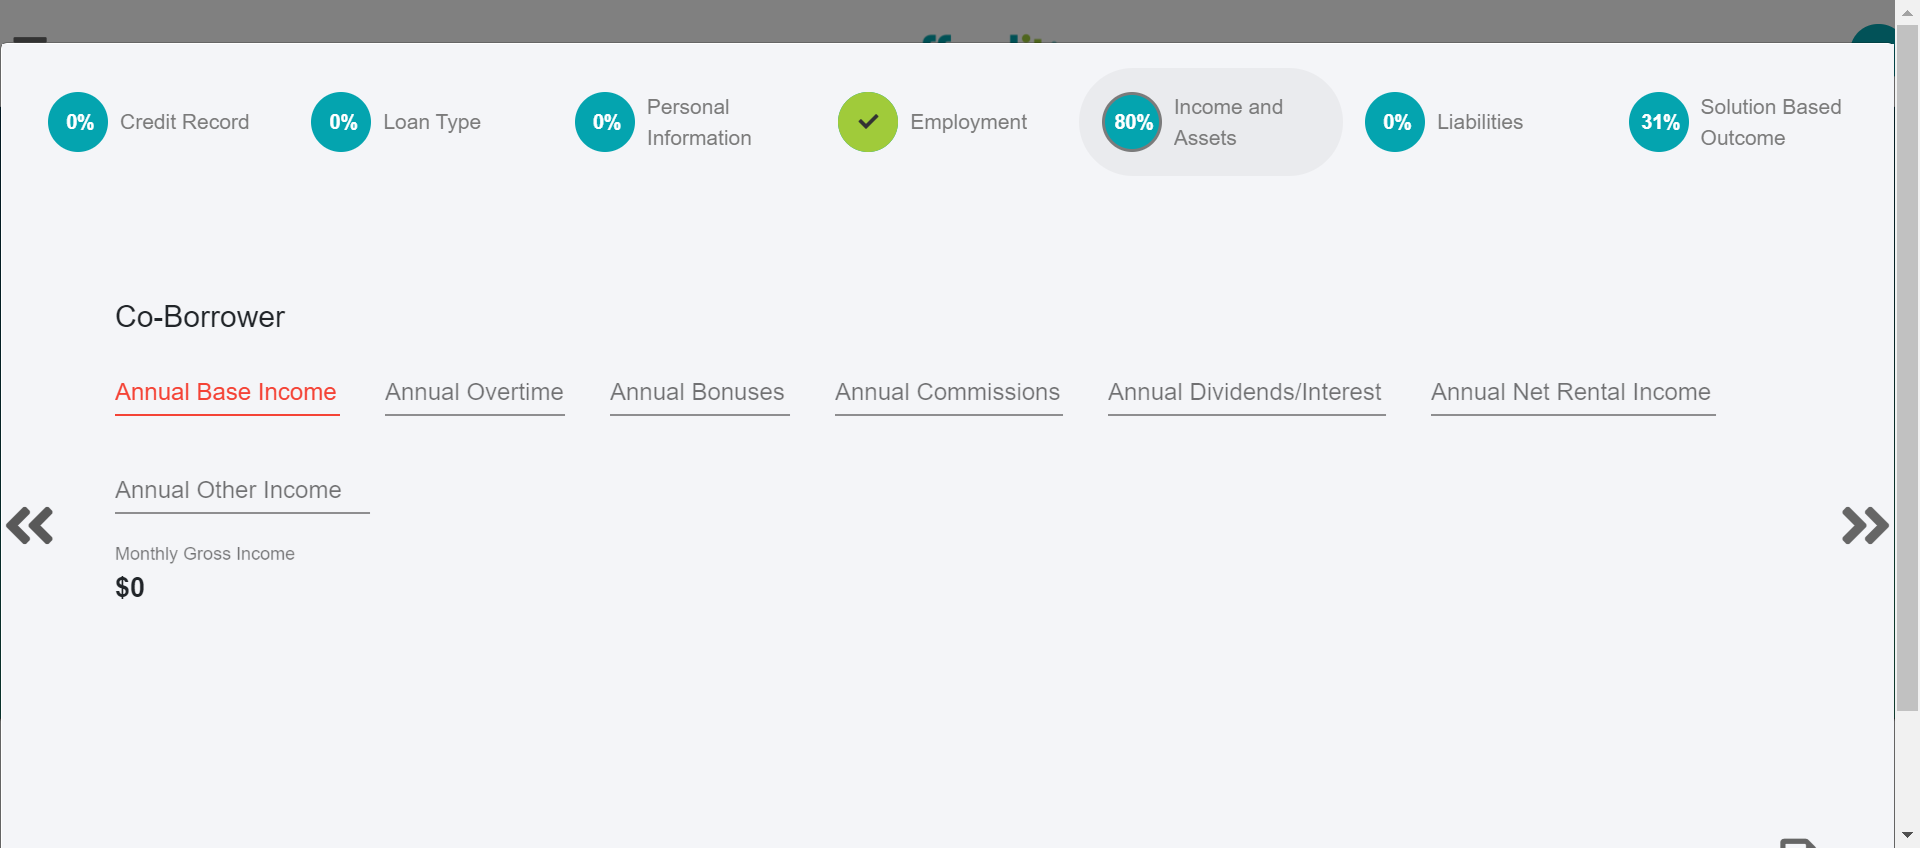 0% Credit Record
0% Loan Type
0% Personal
Information
Employment
80% Income and
Assets
0% Liabilities
31% Solution Based
Outcome
Co-Borrower
Annual Base Income
Annual Overtime
Annual Bonuses
Annual Commissions
Annual Dividends/Interest
Annual Net Rental Income
Annual Other Income
Monthly Gross Income
$0